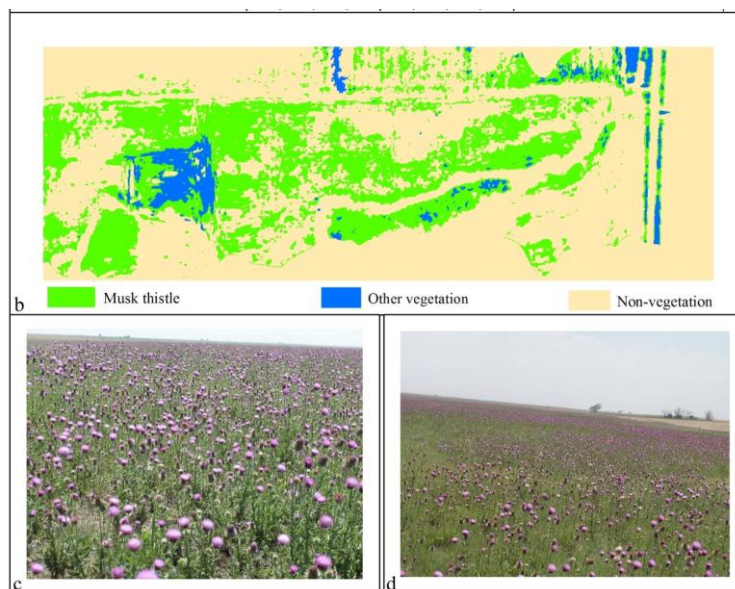 b
Musk thistle
Other vegetation
Non-vegetation
c
d